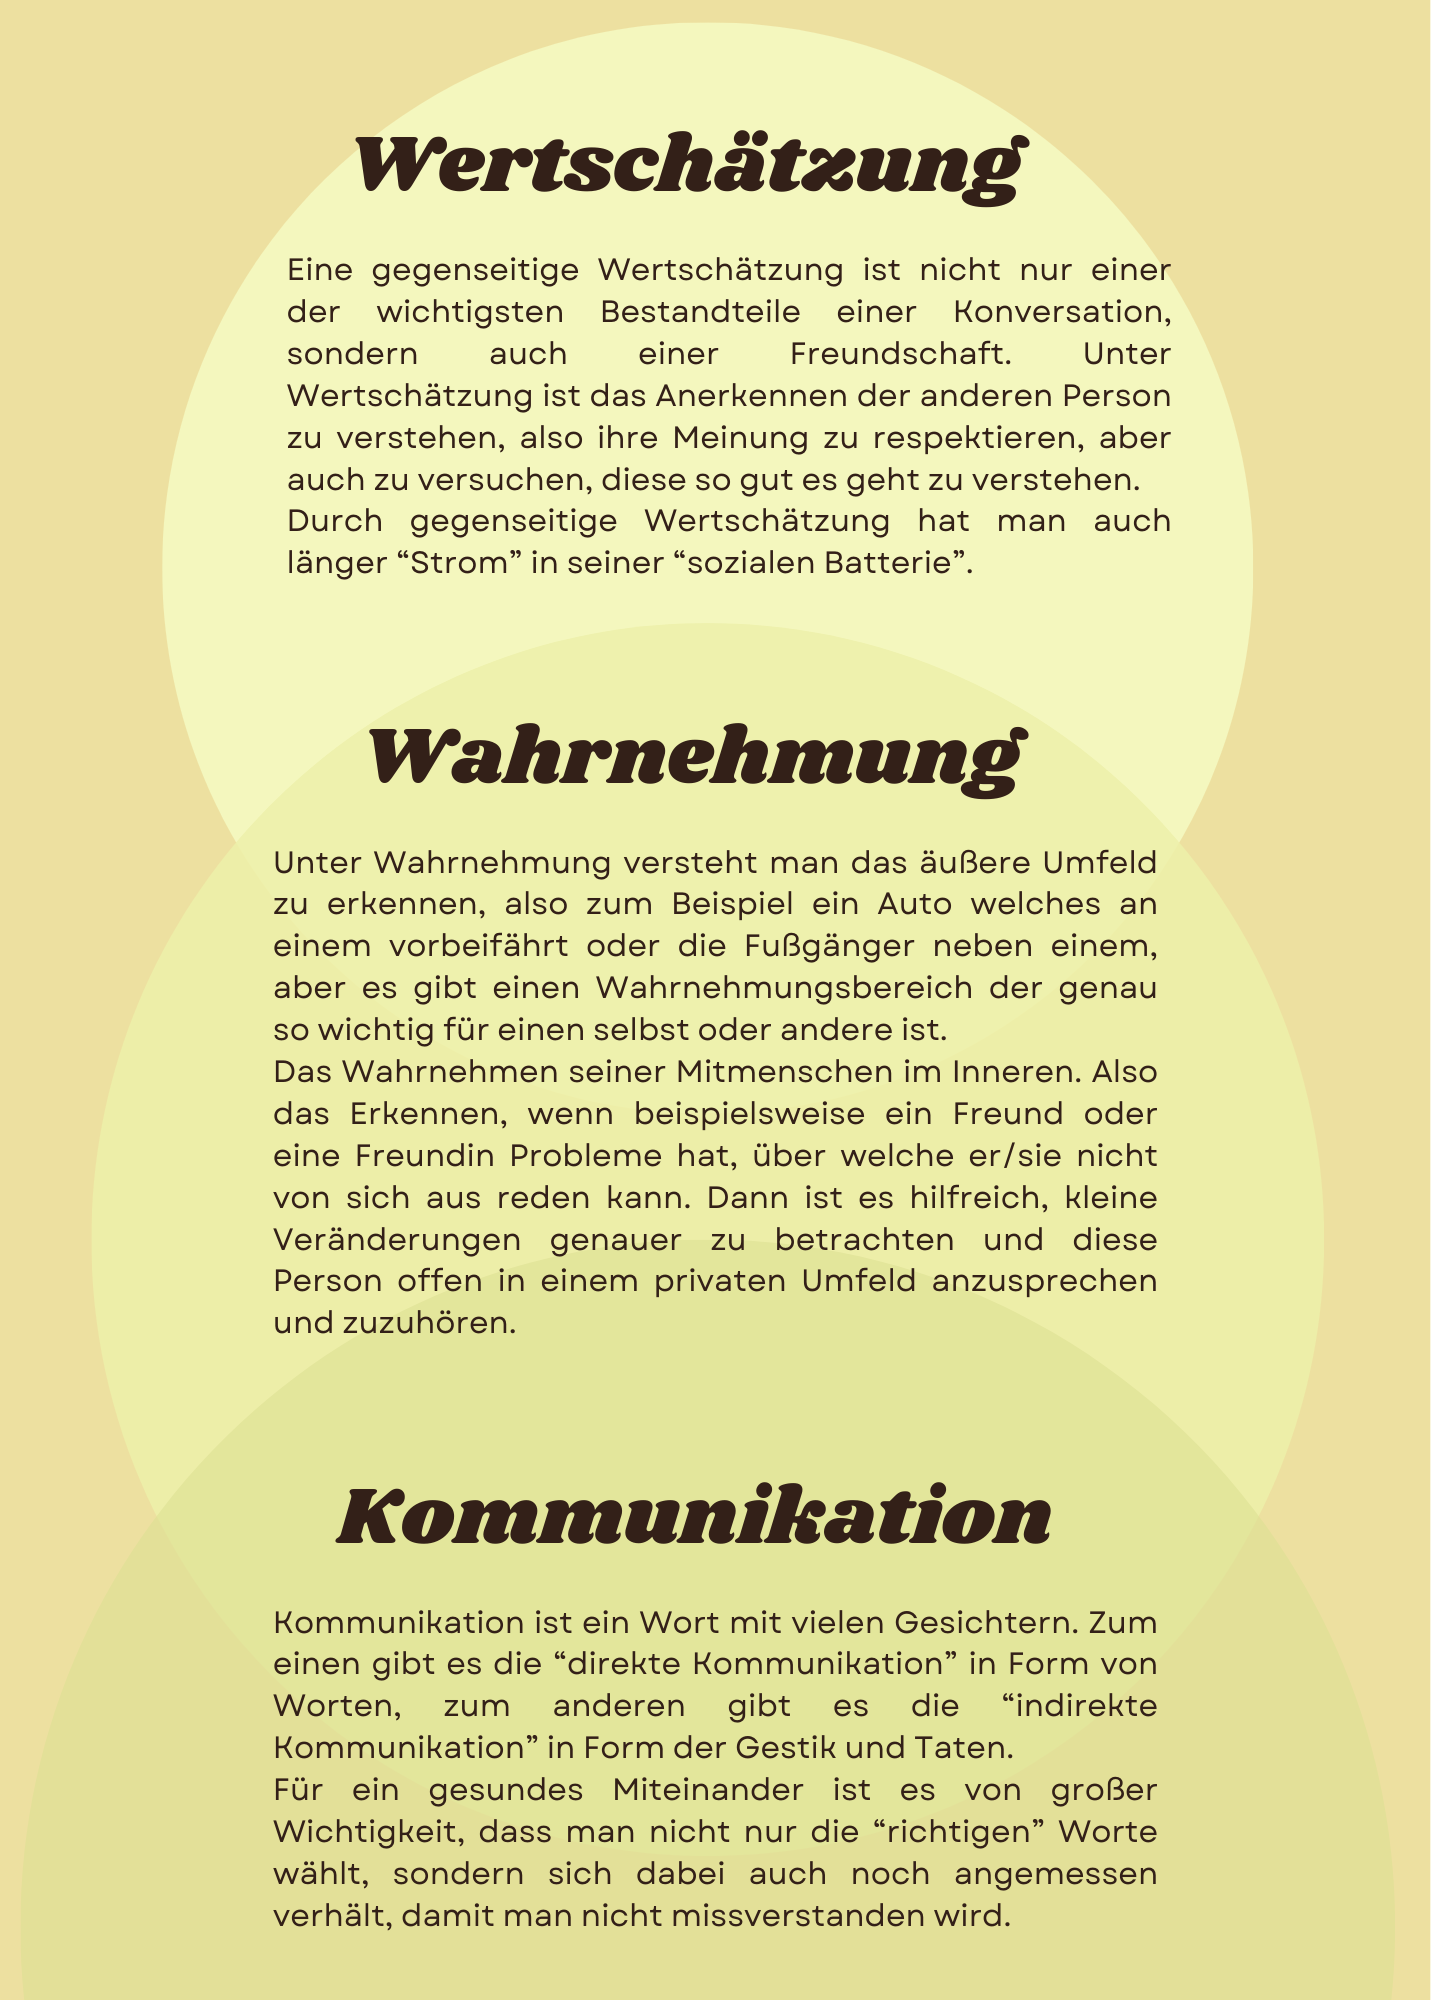 Wertschätzung
Eine gegenseitige Wertschätzung ist nicht nur einer
der wichtigsten Bestandteile einer Konversation,
sondern auch einer Freundschaft. Unter
Wertschätzung ist das Anerkennen der anderen Person
zu verstehen, also ihre Meinung zu respektieren, aber
auch zu versuchen, diese so gut es geht zu verstehen.
Durch gegenseitige Wertschätzung hat man auch
länger “Strom” in seiner “sozialen Batterie”.
Wahrnehmung
Unter Wahrnehmung versteht man das äußere Umfeld
zu erkennen, also zum Beispiel ein Auto welches an
einem vorbeifährt oder die Fußgänger neben einem,
aber es gibt einen Wahrnehmungsbereich der genau
so wichtig für einen selbst oder andere ist.
Das Wahrnehmen seiner Mitmenschen im Inneren. Also
das Erkennen, wenn beispielsweise ein Freund oder
eine Freundin Probleme hat, über welche er/sie nicht
von sich aus reden kann. Dann ist es hilfreich, kleine
Veränderungen genauer zu betrachten und diese
Person offen in einem privaten Umfeld anzusprechen
und zuzuhören.
Kommunikation
Kommunikation ist ein Wort mit vielen Gesichtern. Zum
einen gibt es die “direkte Kommunikation” in Form von
Worten, zum anderen gibt es die “indirekte
Kommunikation” in Form der Gestik und Taten.
Für ein gesundes Miteinander ist es von großer
Wichtigkeit, dass man nicht nur die “richtigen” Worte
wählt, sondern sich dabei auch noch angemessen
verhält, damit man nicht missverstanden wird.